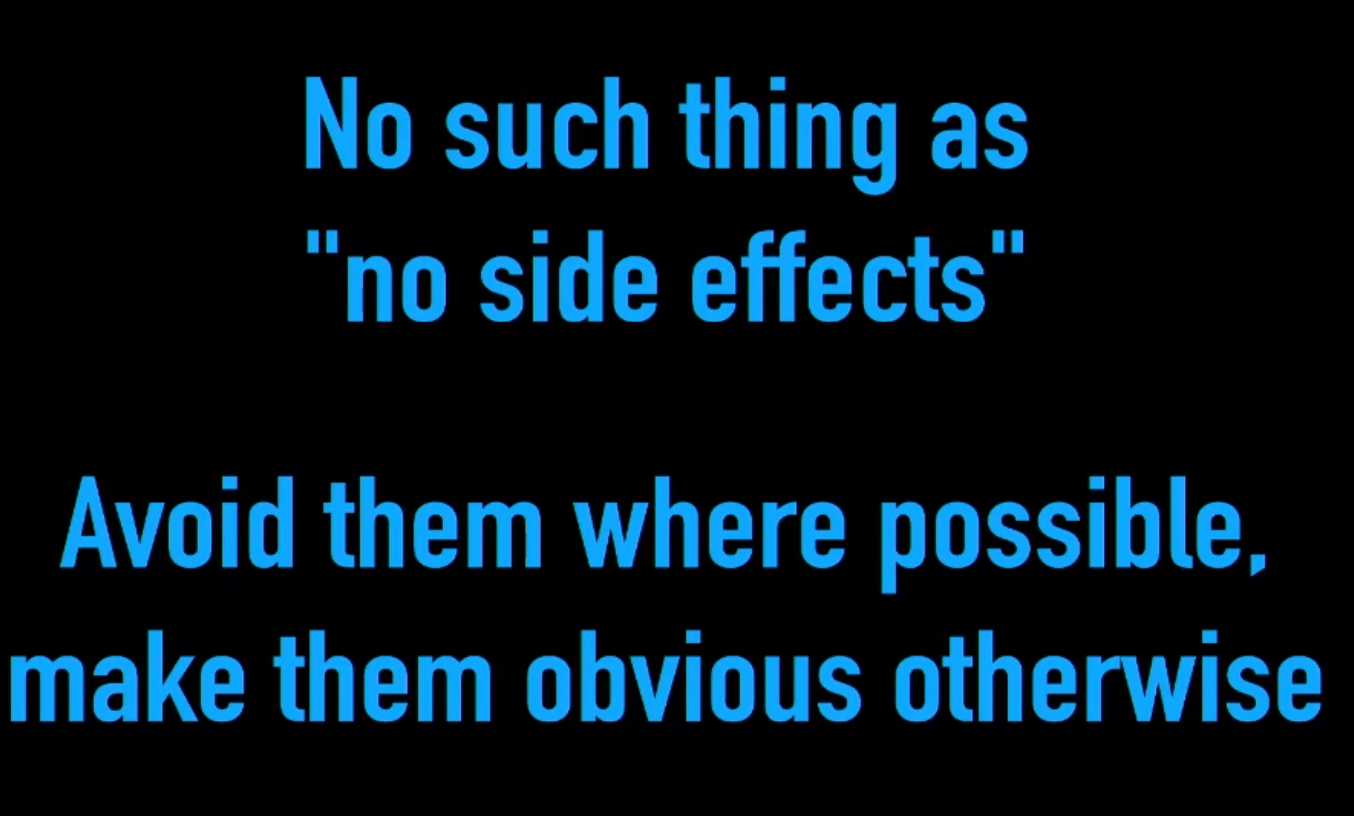 No such thing as
"no side effects"
Avoid them where possible,
make them obvious otherwise